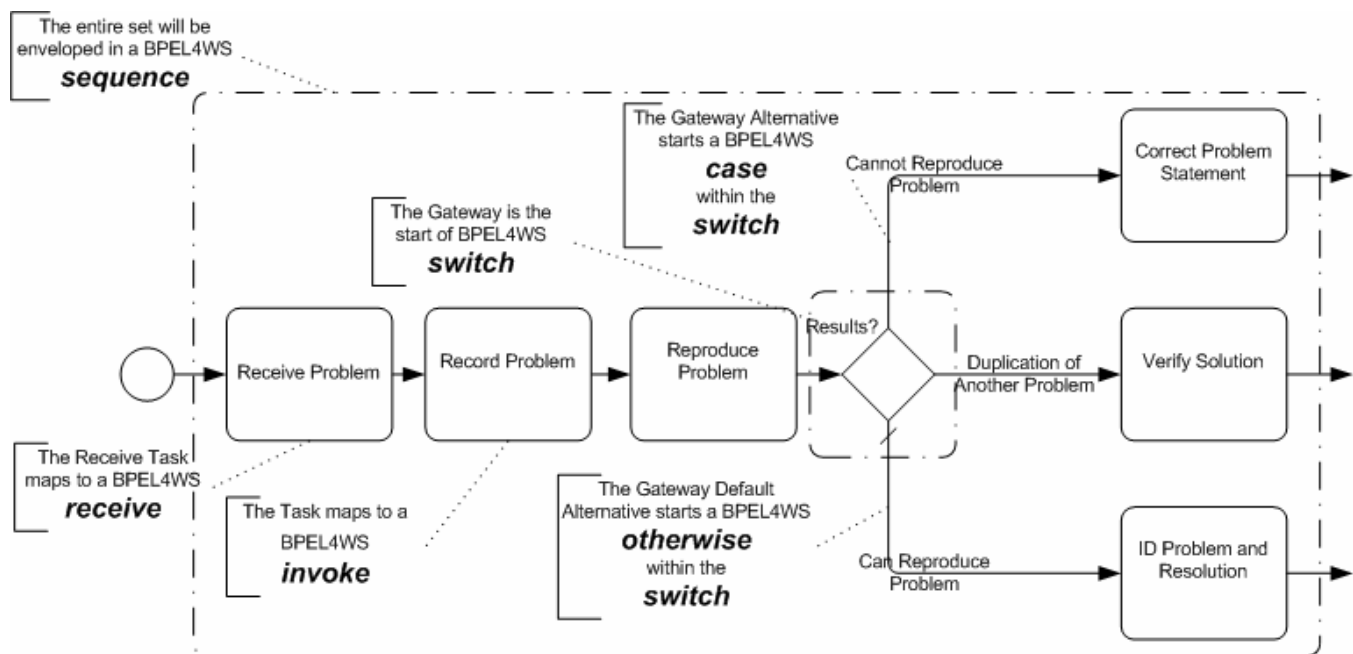 The entire set will be
enveloped in a BPEL4WS
sequence
The Gateway Alternative
starts a BPEL4WS
case
within the
switch
Cannot Reproduce
Problem
Correct Problem
Statement
The Gateway is the
start of BPEL4WS
switch
Results?
Receive Problem
Record Problem
Reproduce
Problem
Duplication of
Another Problem
Verify Solution
The Receive Task
maps to a BPEL4WS
receive
The Task maps to a
BPEL4WS
invoke
The Gateway Default
Alternative starts a BPEL4WS
otherwise
within the
switch
Can Reproduce
Problem
ID Problem and
Resolution